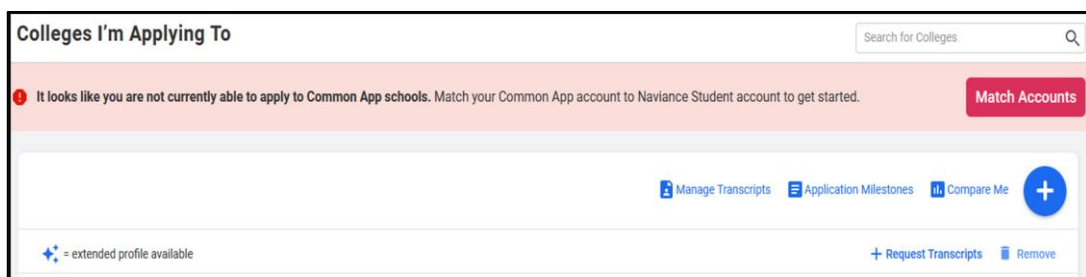 Colleges I'm Applying To
Search for Colleges
It looks like you are not currently able to apply to Common App schools. Match your Common App account to Naviance Student account to get started.
Match Accounts
Manage Transcripts Application Milestones Compare Me
= extended profile available
+ Request Transcripts Remove